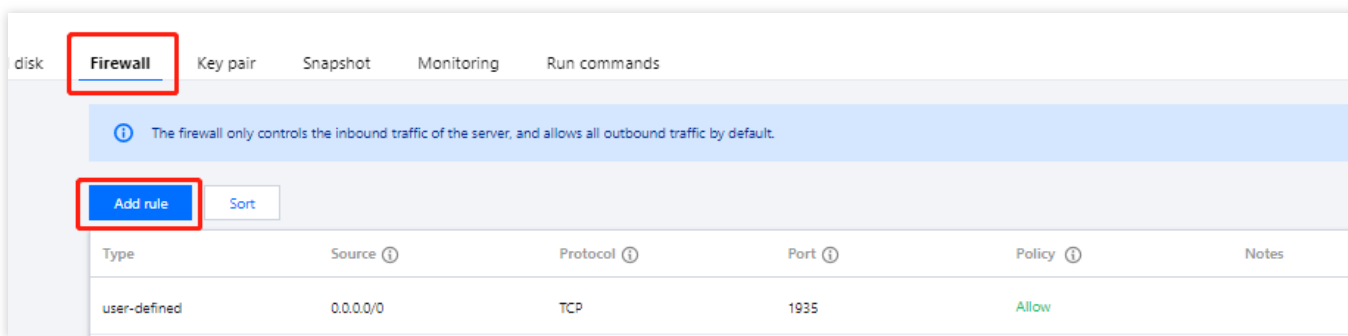 disk Firewall Key pair Snapshot Monitoring Run commands
The firewall only controls the inbound traffic of the server, and allows all outbound traffic by default.
Add rule Sort
Type Source Protocol Port Policy Notes
user-defined 0.0.0.0/0 TCP 1935 Allow